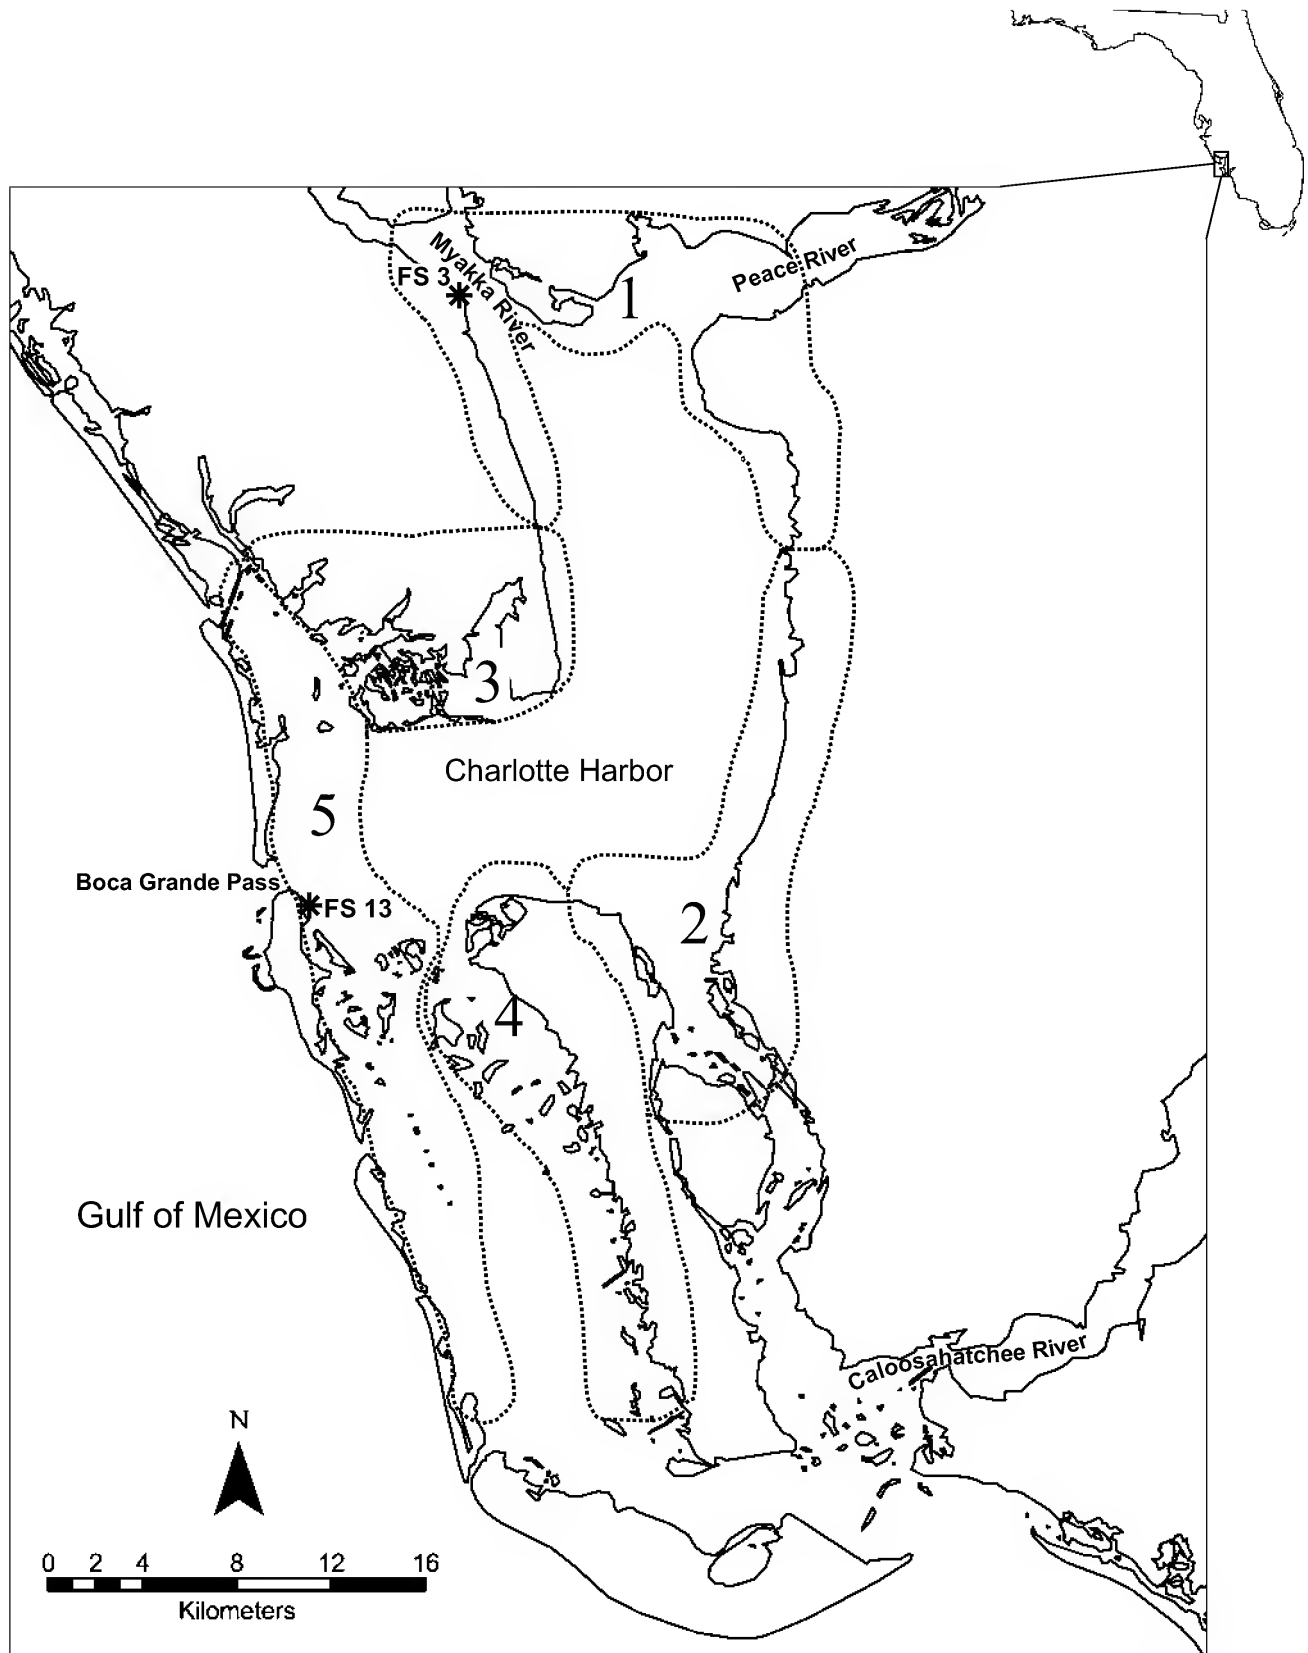 Myakka River
FS 3
1
Peace River
3
Charlotte Harbor
5
Boca Grande Pass
FS 13
2
4
Gulf of Mexico
Caloosahatchee River
N
0 2 4 8 12 16
Kilometers